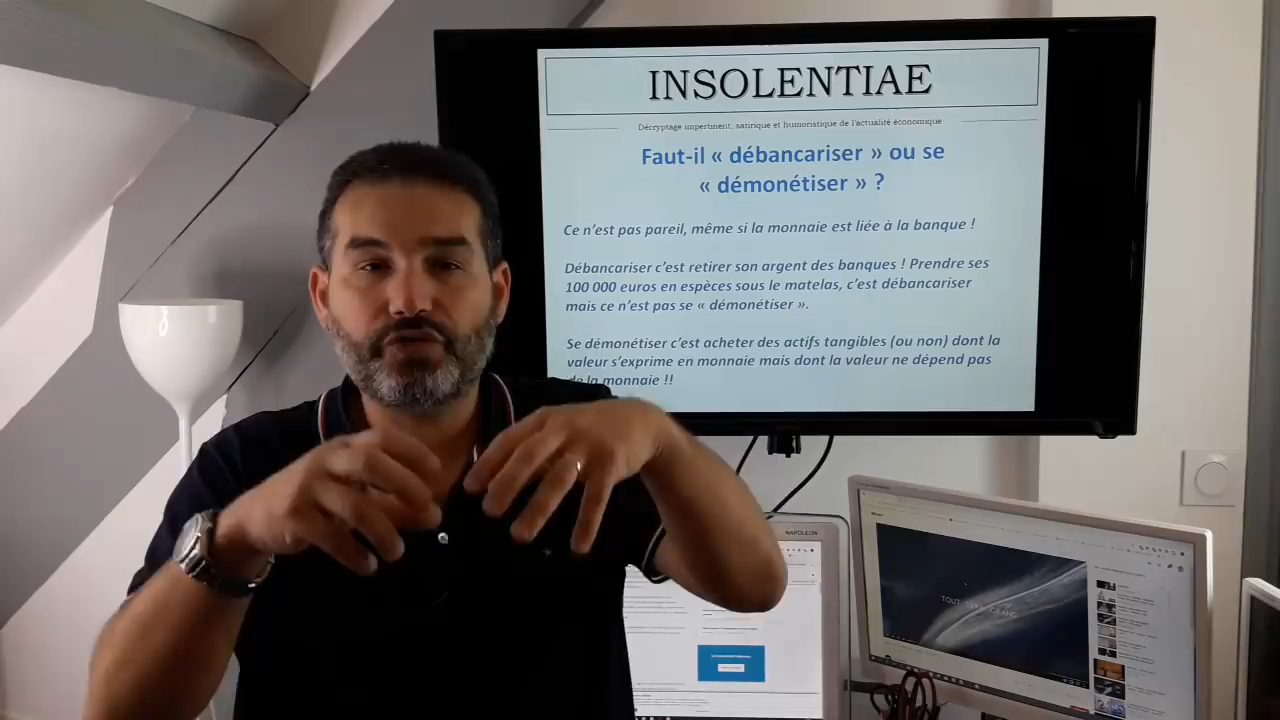 INSOLENTIAE
Décryptage impertinent, satirique et humoristique de l'actualité économique
Faut-il « débancariser » ou se
« démonétiser » ?
Ce n'est pas pareil, même si la monnaie est liée à la banque !
Débancariser c'est retirer son argent des banques ! Prendre ses
100 000 euros en espèces sous le matelas, c'est débancariser
mais ce n'est pas se « démonétiser ».
Se démonétiser c'est acheter des actifs tangibles (ou non) dont la
valeur s'exprime en monnaie mais dont la valeur ne dépend pas
de la monnaie !!
NAPOLEON
TOUT